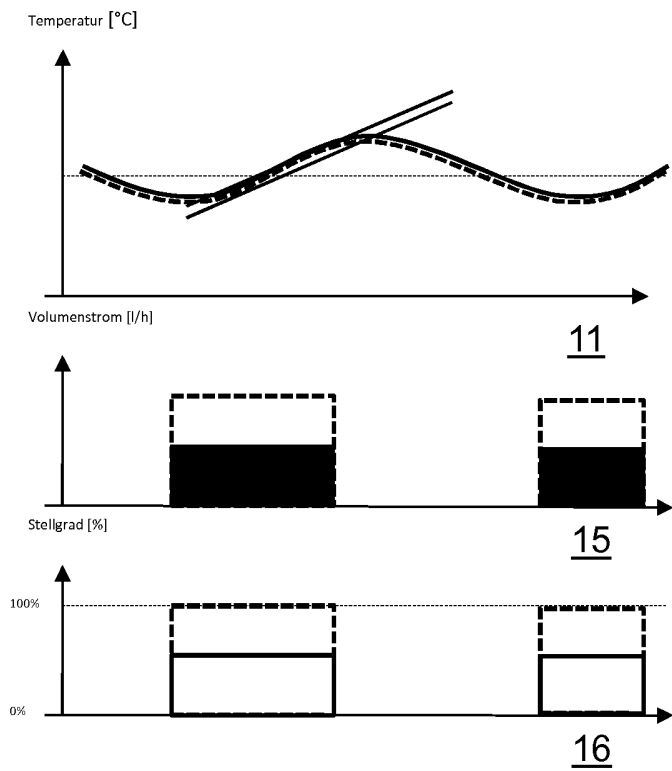 Temperatur [°C]
Volumenstrom [l/h]
11
Stellgrad [%]
15
100%
0%
16